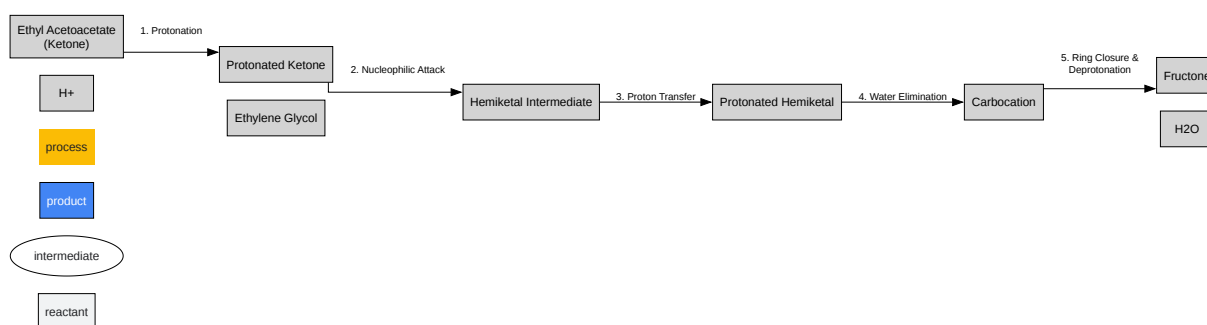 Ethyl Acetoacetate
(Ketone)
1. Protonation
H+
process
product
intermediate
reactant
Protonated Ketone
Ethylene Glycol
2. Nucleophilic Attack
Hemiketal Intermediate
3. Proton Transfer
Protonated Hemiketal
4. Water Elimination
Carbocation
5. Ring Closure &
Deprotonation
Fructone
H2O